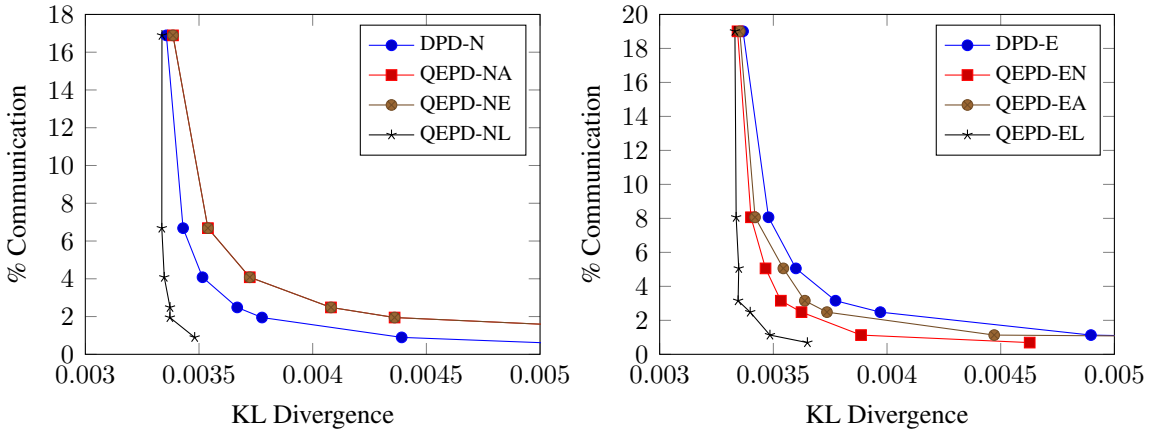 18
16
14
12
10
8
6
4
2
0
% Communication
0.003
0.0035
0.004
0.0045
0.005
KL Divergence
DPD-N
QEPD-NA
QEPD-NE
QEPD-NL
20
18
16
14
12
10
8
6
4
2
0
% Communication
0.003
0.0035
0.004
0.0045
0.005
KL Divergence
DPD-E
QEPD-EN
QEPD-EA
QEPD-EL